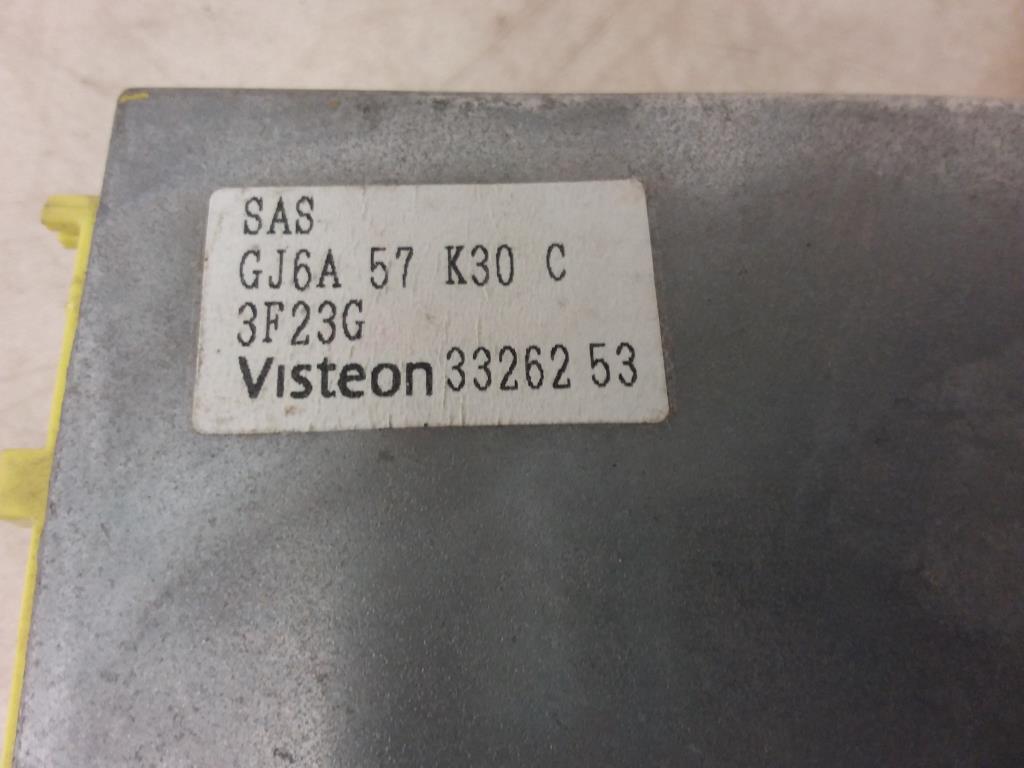 SAS
GJ6A 57 K30 C
3F23G
Visteon 33262 53